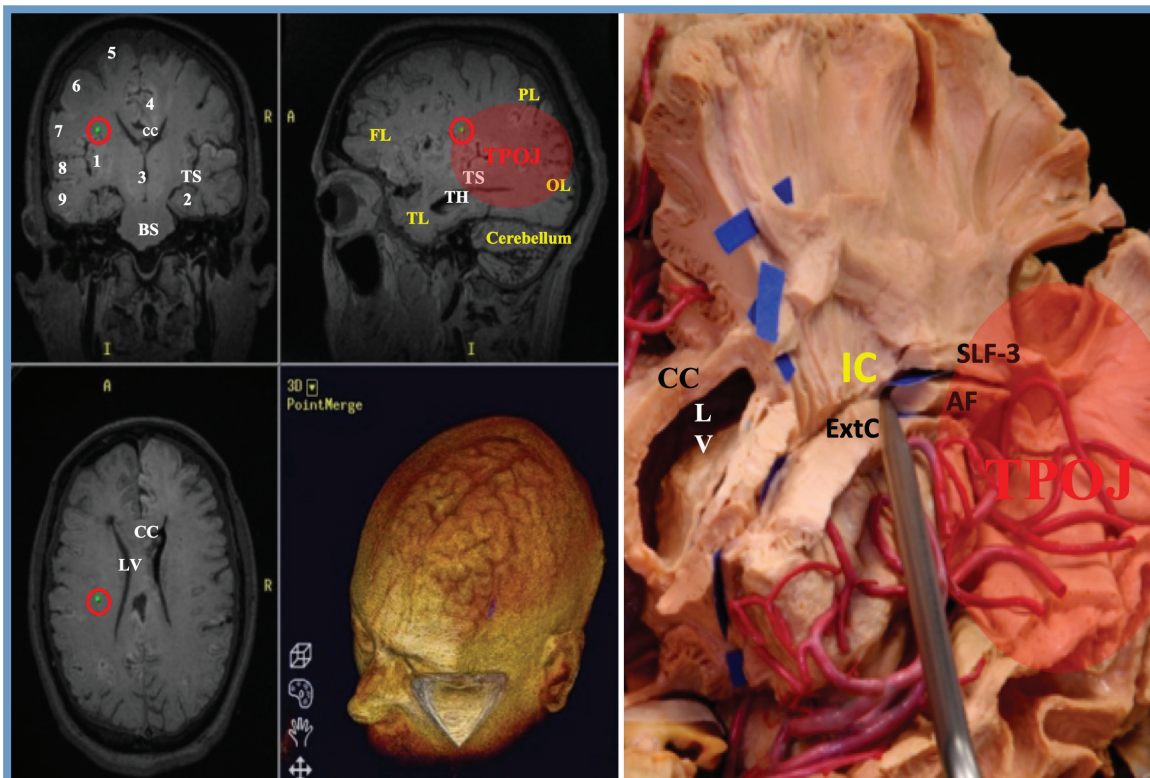 5
6
4
7
CC
8
1
3
TS
9
2
BS
R
I
A
PL
FL
TPOJ
TS
TH
OL
TL
Cerebellum
I
A
CC
LV
R
3D
PointMerge
CC
L
V
IC
ExtC
SLF-3
AF
TPOJ